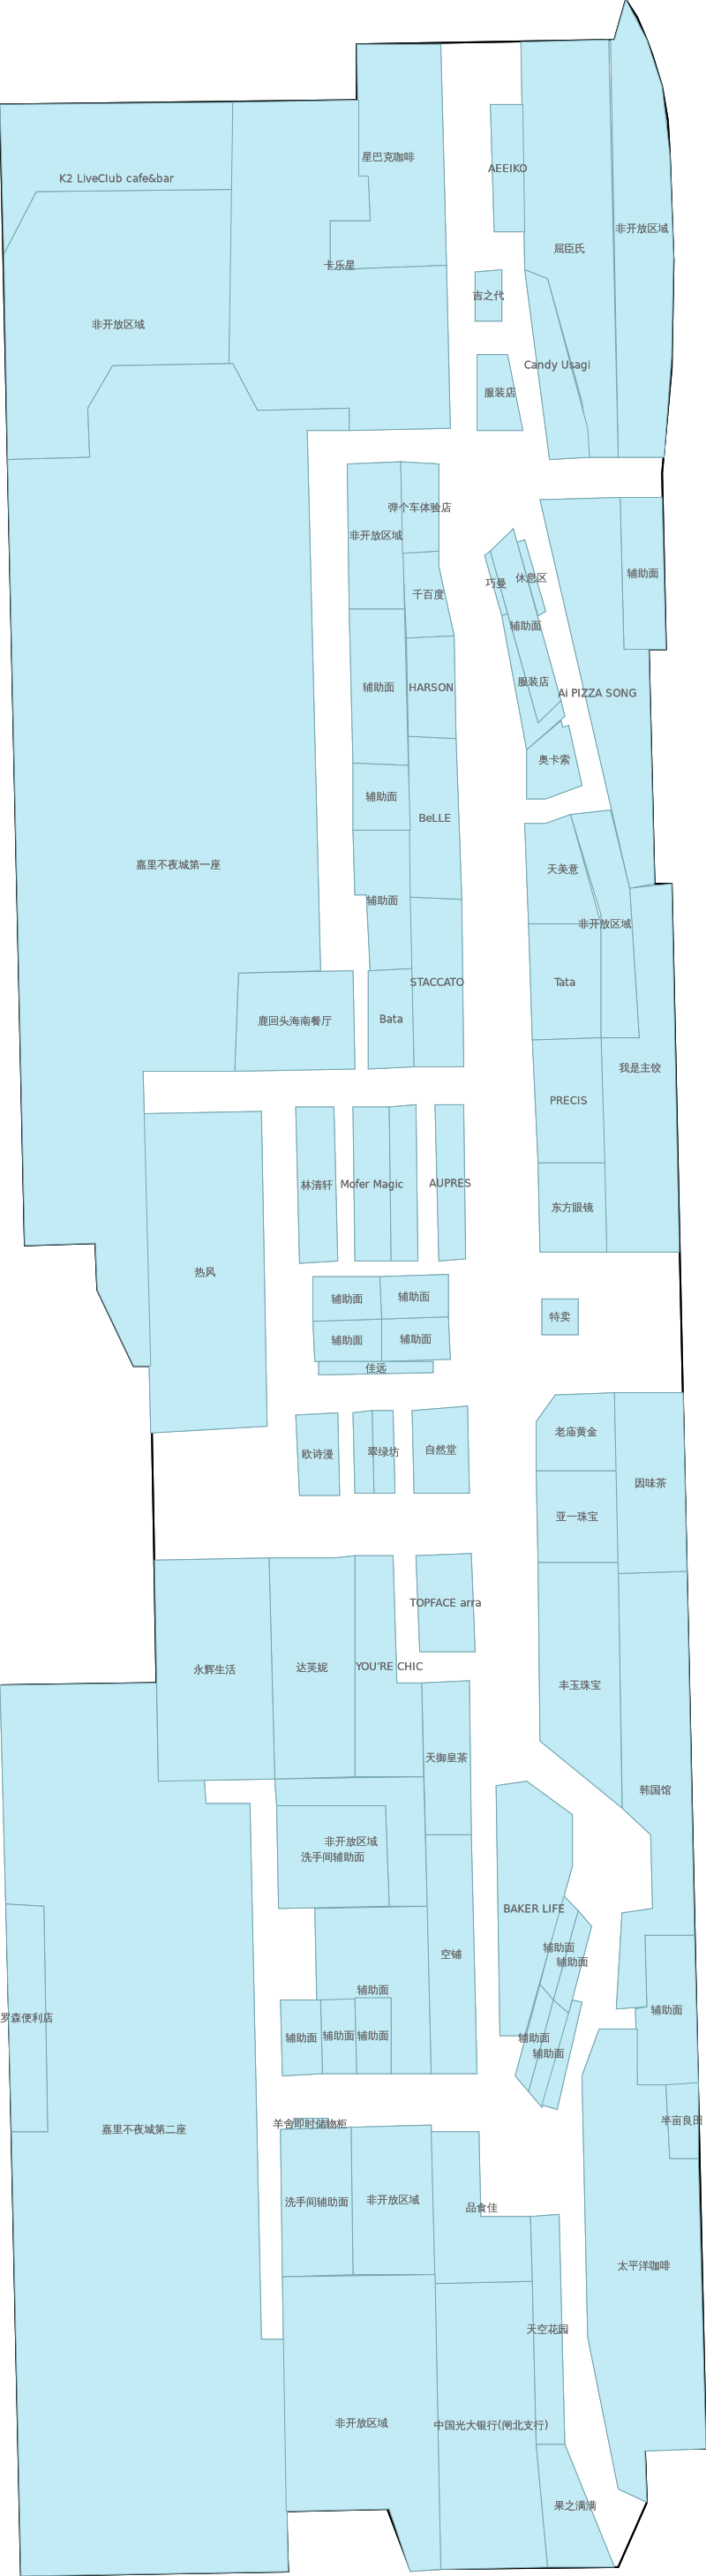 星巴克咖啡
AEEIKO
K2 LiveClub cafe&bar
非开放区域
屈臣氏
卡乐星
吉之代
非开放区域
Candy Usagi
服装店
弹个车体验店
非开放区域
辅助面
休息区
巧曼
千百度
辅助面
服装店
HARSON
辅助面
Ai PIZZA SONG
奥卡索
辅助面
BeLLE
嘉里不夜城第一座
天美意
辅助面
非开放区域
STACCATO
Tata
鹿回头海南餐厅
Bata
我是主饺
PRECIS
林清轩
Mofer Magic
AUPRES
东方眼镜
热风
辅助面
辅助面
特卖
辅助面
辅助面
佳远
老庙黄金
欧诗漫
翠绿坊
自然堂
因味茶
亚一珠宝
TOPFACE arra
永辉生活
达芙妮
YOU'RE CHIC
丰玉珠宝
天御皇茶
韩国馆
非开放区域
洗手间辅助面
BAKER LIFE
辅助面
空铺
辅助面
辅助面
罗森便利店
辅助面
辅助面
辅助面
辅助面
辅助面
辅助面
羊舍即时储物柜
半亩良田
嘉里不夜城第二座
洗手间辅助面
非开放区域
品食佳
太平洋咖啡
天空花园
非开放区域
中国光大银行(闸北支行)
果之满满